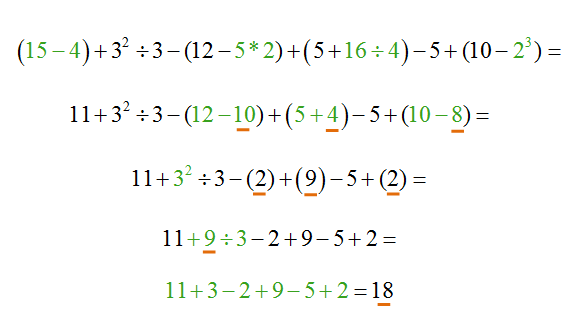 (15 − 4) + 3² ÷ 3 − (12 − 5 * 2) + (5 + 16 ÷ 4) − 5 + (10 − 2³) =
11 + 3² ÷ 3 − (12 − 10) + (5 + 4) − 5 + (10 − 8) =
11 + 3² ÷ 3 − (2) + (9) − 5 + (2) =
11 + 9 ÷ 3 − 2 + 9 − 5 + 2 =
11 + 3 − 2 + 9 − 5 + 2 = 18